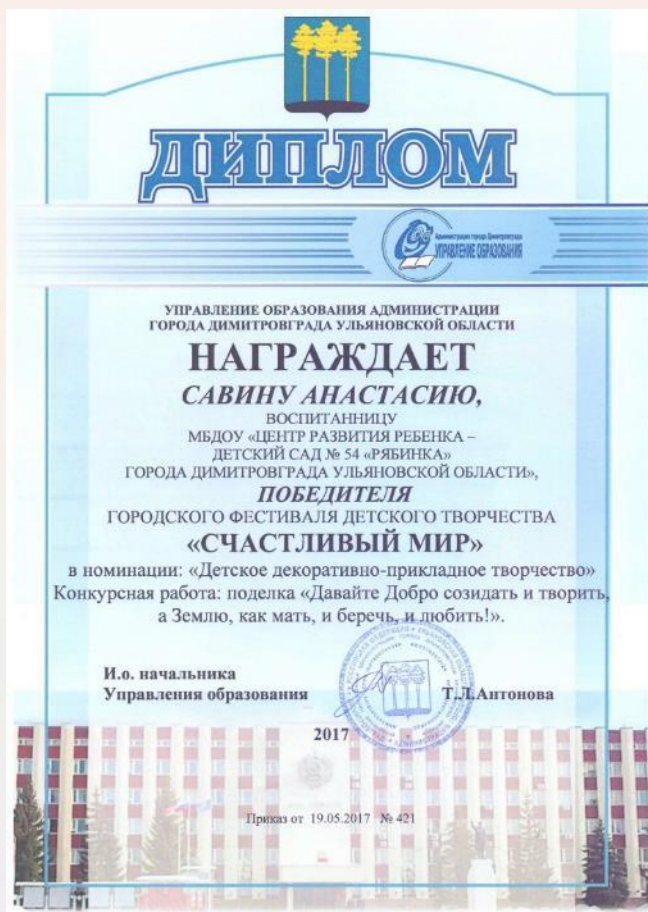 ДИПЛОМ
Администрация города Димитровграда
УПРАВЛЕНИЕ ОБРАЗОВАНИЯ
УПРАВЛЕНИЕ ОБРАЗОВАНИЯ АДМИНИСТРАЦИИ
ГОРОДА ДИМИТРОВГРАДА УЛЬЯНОВСКОЙ ОБЛАСТИ
НАГРАЖДАЕТ
САВИНУ АНАСТАСИЮ,
ВОСПИТАННИЦУ
МБДОУ «ЦЕНТР РАЗВИТИЯ РЕБЕНКА –
ДЕТСКИЙ САД № 54 «РЯБИНКА»
ГОРОДА ДИМИТРОВГРАДА УЛЬЯНОВСКОЙ ОБЛАСТИ»,
ПОБЕДИТЕЛЯ
ГОРОДСКОГО ФЕСТИВАЛЯ ДЕТСКОГО ТВОРЧЕСТВА
«СЧАСТЛИВЫЙ МИР»
в номинации: «Детское декоративно-прикладное творчество»
Конкурсная работа: поделка «Давайте Добро созидать и творить,
а Землю, как мать, и беречь, и любить!».
И.о. начальника
Управления образования Т.Л.Антонова
2017
Приказ от 19.05.2017 № 421